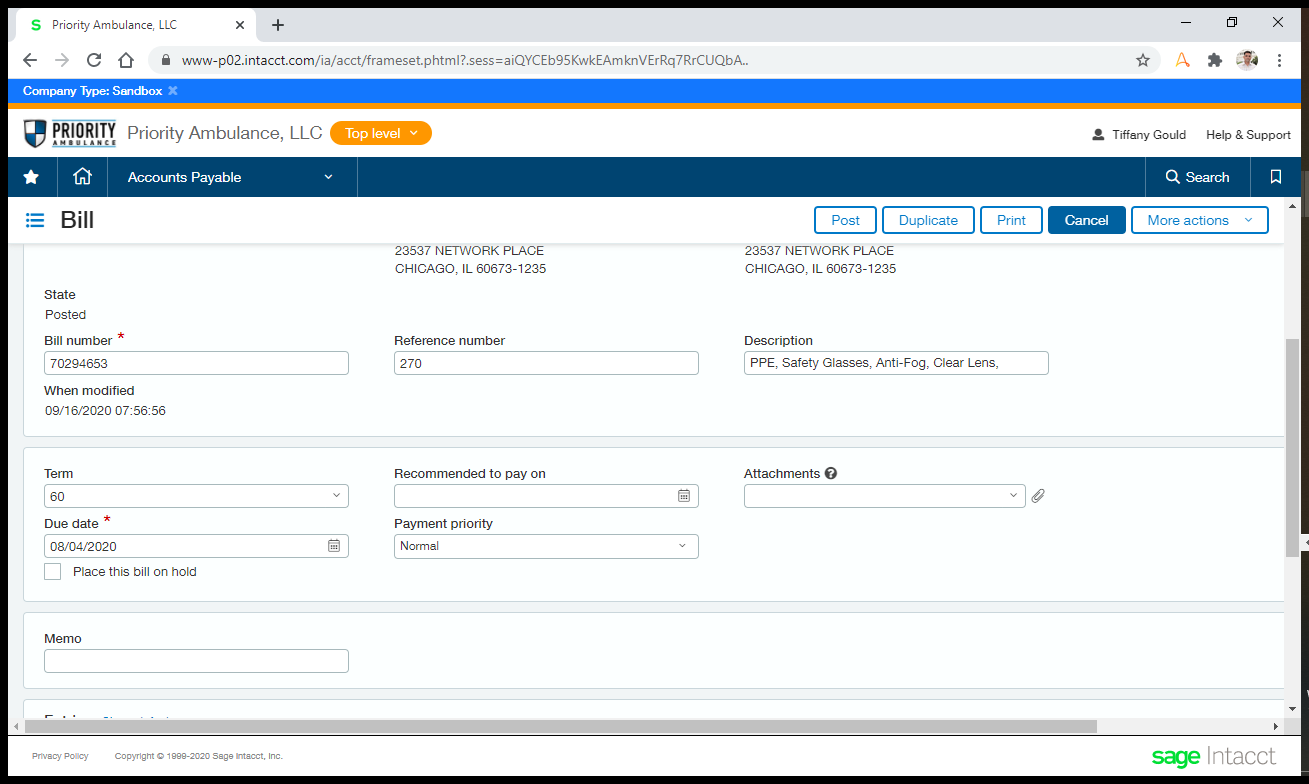 S Priority Ambulance, LLC
www-p02.intacct.com/ia/acct/frameset.phtml?.sess=aiQYCEb95KwkEAmknVErRq7RrCUQbA..
Company Type: Sandbox
PRIORITY AMBULANCE Priority Ambulance, LLC Top level
Tiffany Gould Help & Support
Accounts Payable Search
Bill Post Duplicate Print Cancel More actions
23537 NETWORK PLACE 23537 NETWORK PLACE
CHICAGO, IL 60673-1235 CHICAGO, IL 60673-1235
State
Posted
Bill number * Reference number Description
70294653 270 PPE, Safety Glasses, Anti-Fog, Clear Lens,
When modified
09/16/2020 07:56:56
Term Recommended to pay on Attachments ?
60
Due date * Payment priority
08/04/2020 Normal
Place this bill on hold
Memo
Privacy Policy Copyright © 1999-2020 Sage Intacct, Inc. sage Intacct